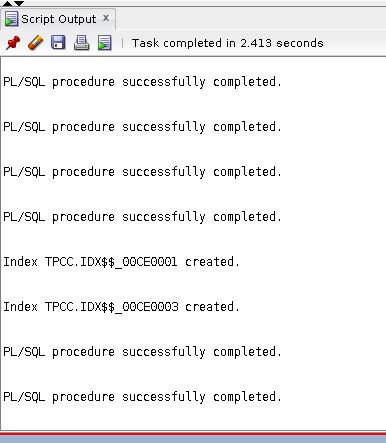 Script Output x
Task completed in 2.413 seconds
PL/SQL procedure successfully completed.
PL/SQL procedure successfully completed.
PL/SQL procedure successfully completed.
PL/SQL procedure successfully completed.
Index TPCC.IDX$$_00CE0001 created.
Index TPCC.IDX$$_00CE0003 created.
PL/SQL procedure successfully completed.
PL/SQL procedure successfully completed.